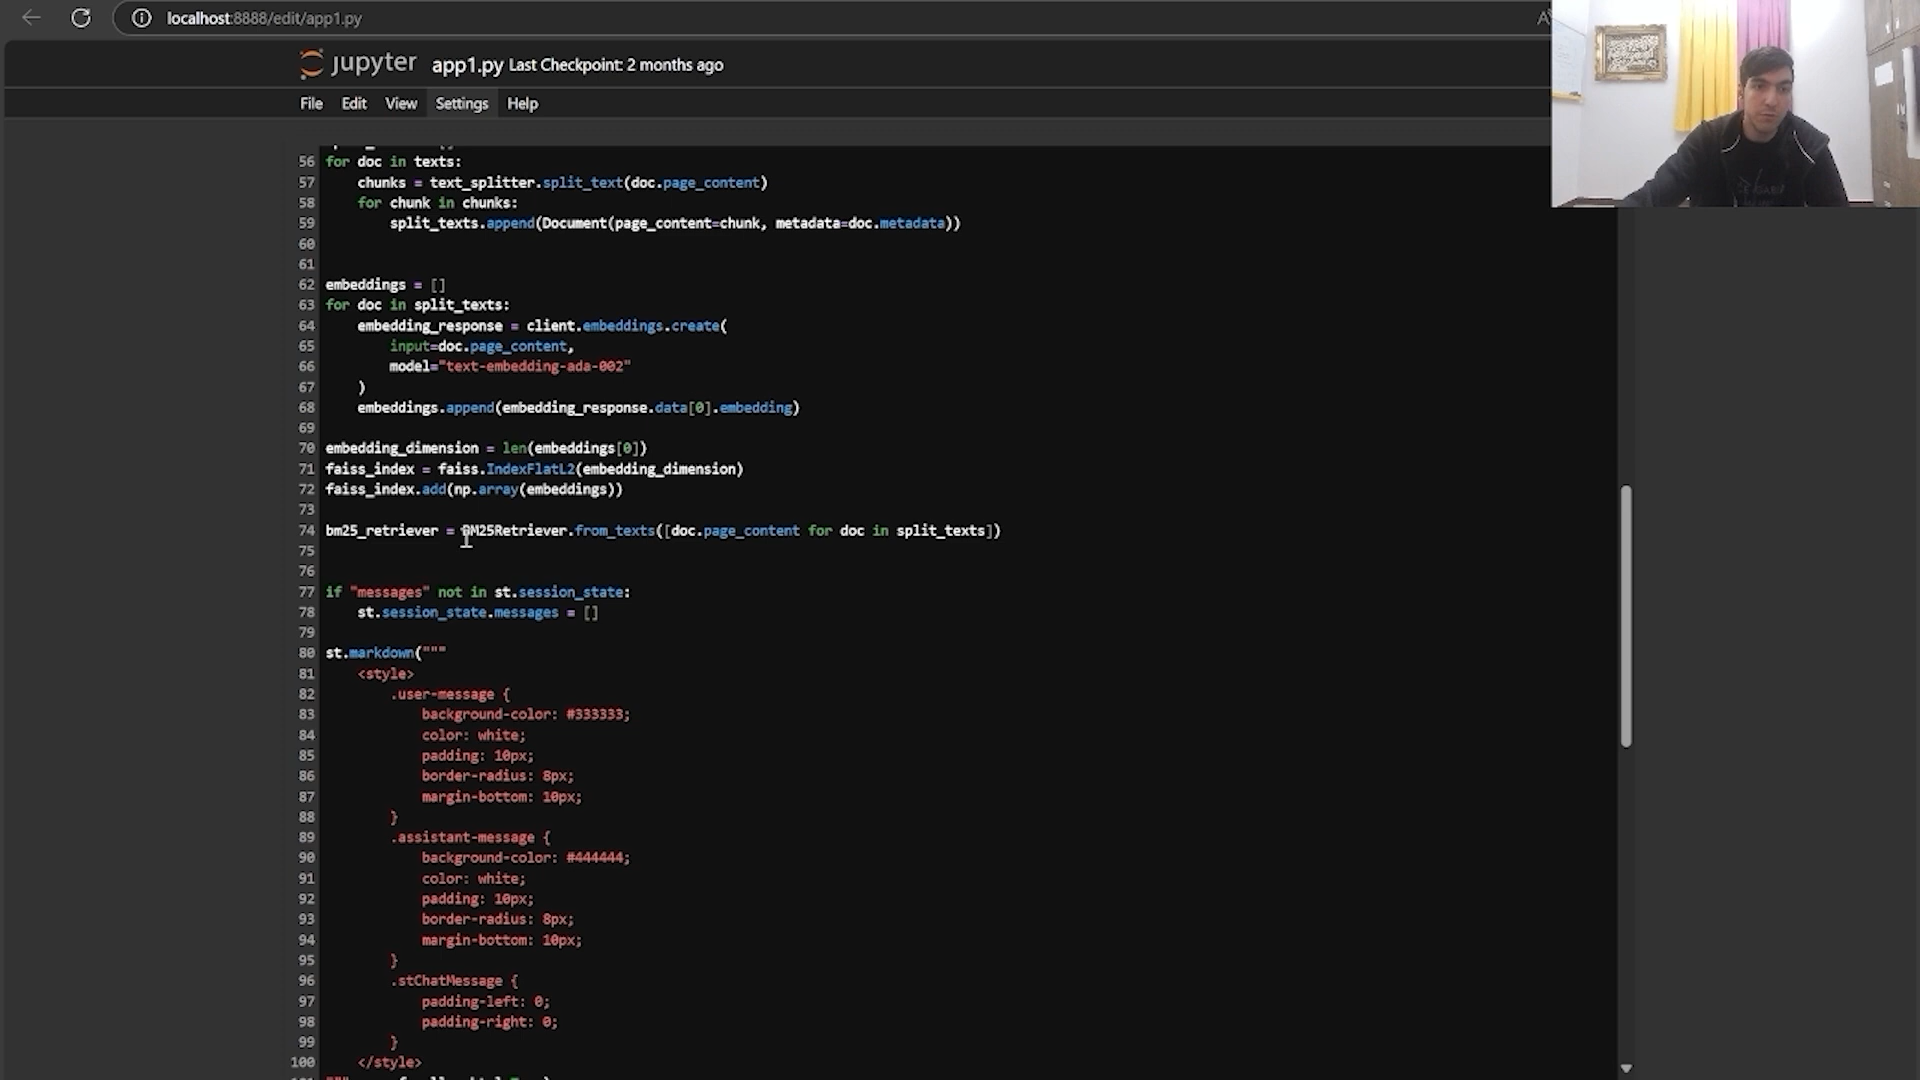 localhost:8888/edit/app1.py
jupyter app1.py Last Checkpoint: 2 months ago
File Edit View Settings Help
56 for doc in texts:
57     chunks = text_splitter.split_text(doc.page_content)
58     for chunk in chunks:
59         split_texts.append(Document(page_content=chunk, metadata=doc.metadata))
60
61
62 embeddings = []
63 for doc in split_texts:
64     embedding_response = client.embeddings.create(
65         input=doc.page_content,
66         model="text-embedding-ada-002"
67     )
68     embeddings.append(embedding_response.data[0].embedding)
69
70 embedding_dimension = len(embeddings[0])
71 faiss_index = faiss.IndexFlatL2(embedding_dimension)
72 faiss_index.add(np.array(embeddings))
73
74 bm25_retriever = BM25Retriever.from_texts([doc.page_content for doc in split_texts])
75
76
77 if "messages" not in st.session_state:
78     st.session_state.messages = []
79
80 st.markdown("""
81     <style>
82         .user-message {
83             background-color: #333333;
84             color: white;
85             padding: 10px;
86             border-radius: 8px;
87             margin-bottom: 10px;
88         }
89         .assistant-message {
90             background-color: #444444;
91             color: white;
92             padding: 10px;
93             border-radius: 8px;
94             margin-bottom: 10px;
95         }
96         .stChatMessage {
97             padding-left: 0;
98             padding-right: 0;
99         }
100     </style>